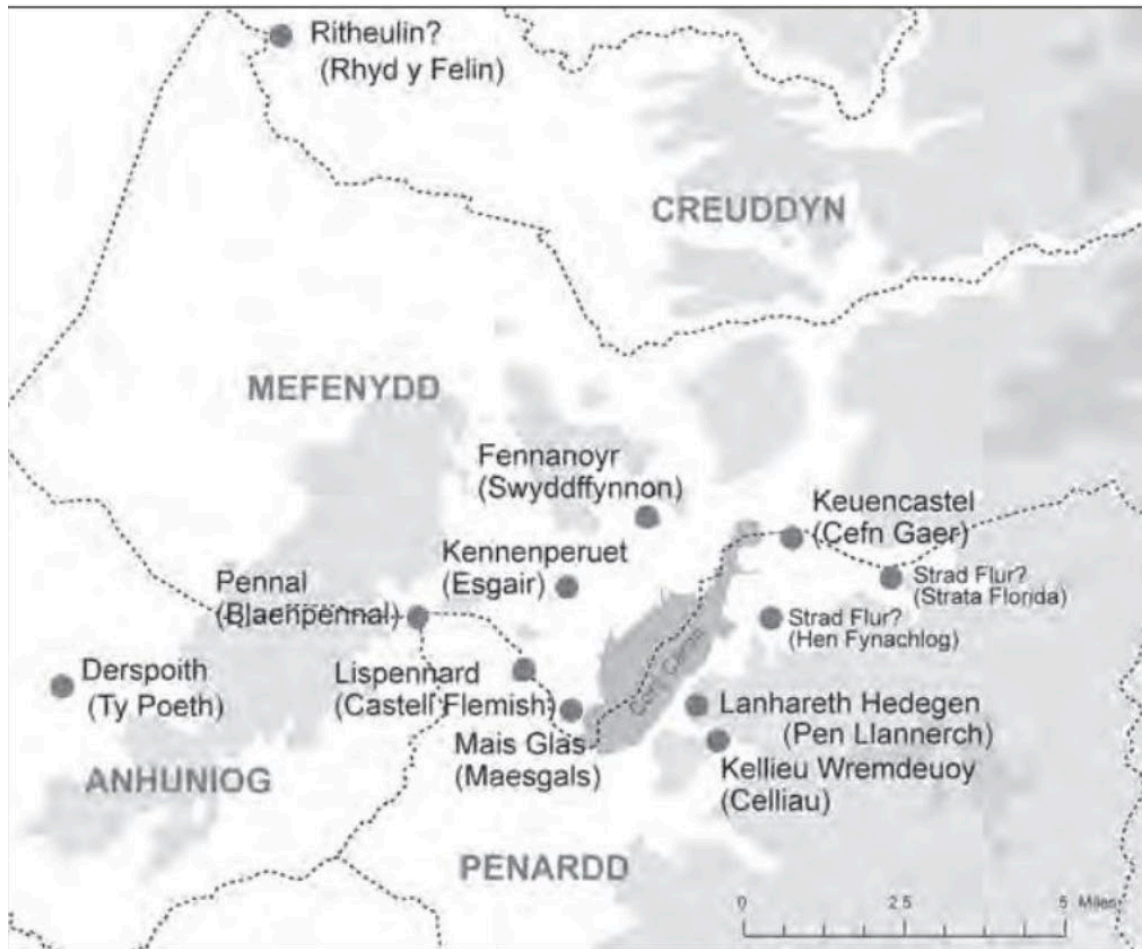 Ritheulin?
(Rhyd y Felin)
CREUDDYN
MEFENYDD
Fennanoyr
(Swyddffynnon)
Keuencastel
(Cefn Gaer)
Kennenperuet
(Esgair)
Pennal
(Blaenpennal)
Strad Flur?
(Strata Florida)
Strad Flur?
(Hen Fynachlog)
Derspoith
(Ty Poeth)
Lispennard
(Castell Flemish)
Lanhareth Hedegen
(Pen Llannerch)
Mais Glas
(Maesgals)
Kellieu Wremdeuoy
(Celliau)
ANHUNIOG
PENARDD
0 2.5 5 Miles